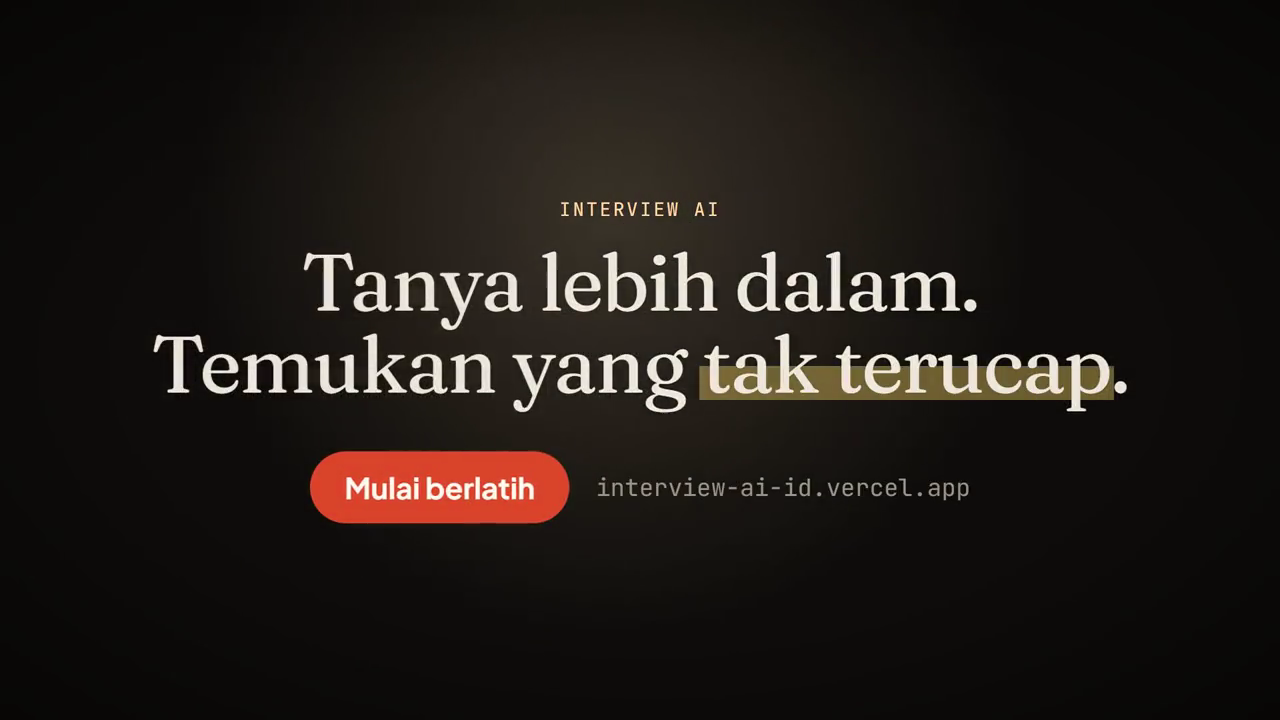 INTERVIEW AI
Tanya lebih dalam.
Temukan yang tak terucap.
Mulai berlatih
interview-ai-id.vercel.app